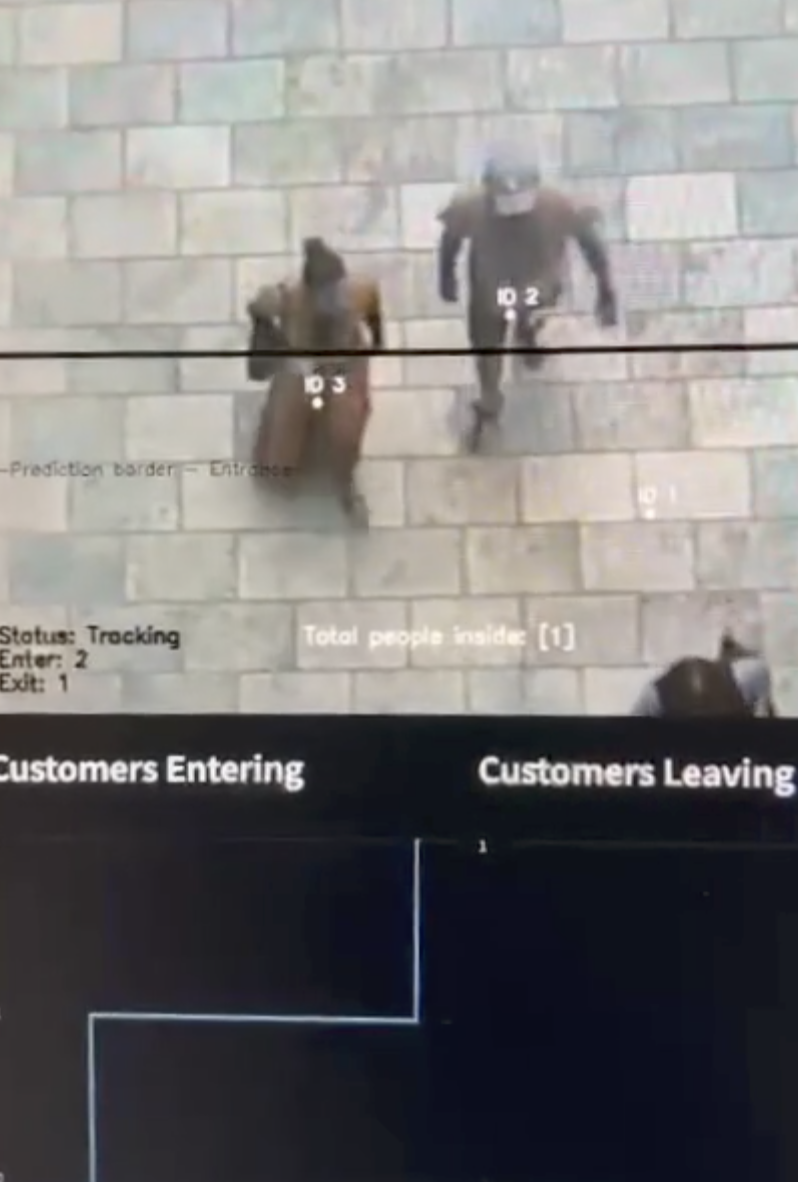 ID 2
ID 3
-Prediction border - Entrance-
ID 1
Status: Tracking
Total people inside: [1]
Enter: 2
Exit: 1
Customers Entering
Customers Leaving
1